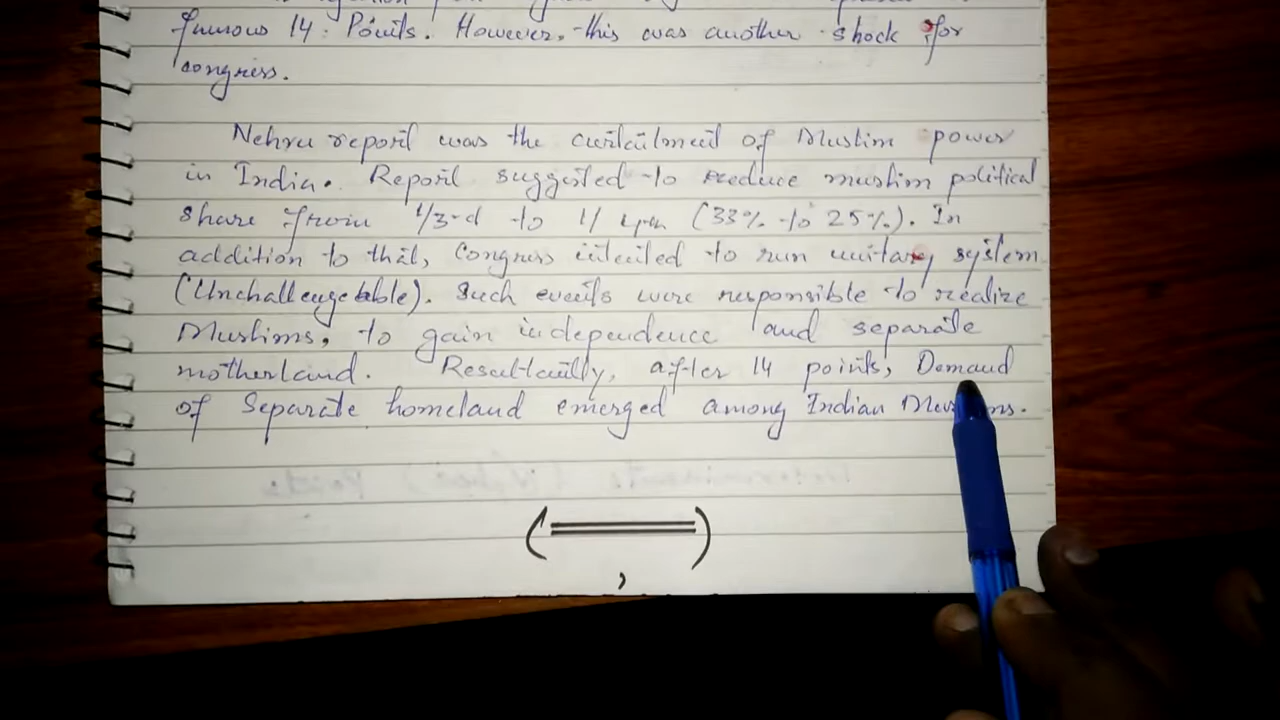 famous 14 Points. However, this was another shock for
congress.
Nehru report was the curtailment of Muslim power
in India. Report suggested to reduce muslim political
share from 1/3rd to 1/4th (33% to 25%). In
addition to that, Congress intented to run unitary system
(Unchallengeable). Such events were responsible to realize
Muslims, to gain independence and separate
motherland. Resultantly, after 14 points, Demand
of Separate homeland emerged among Indian